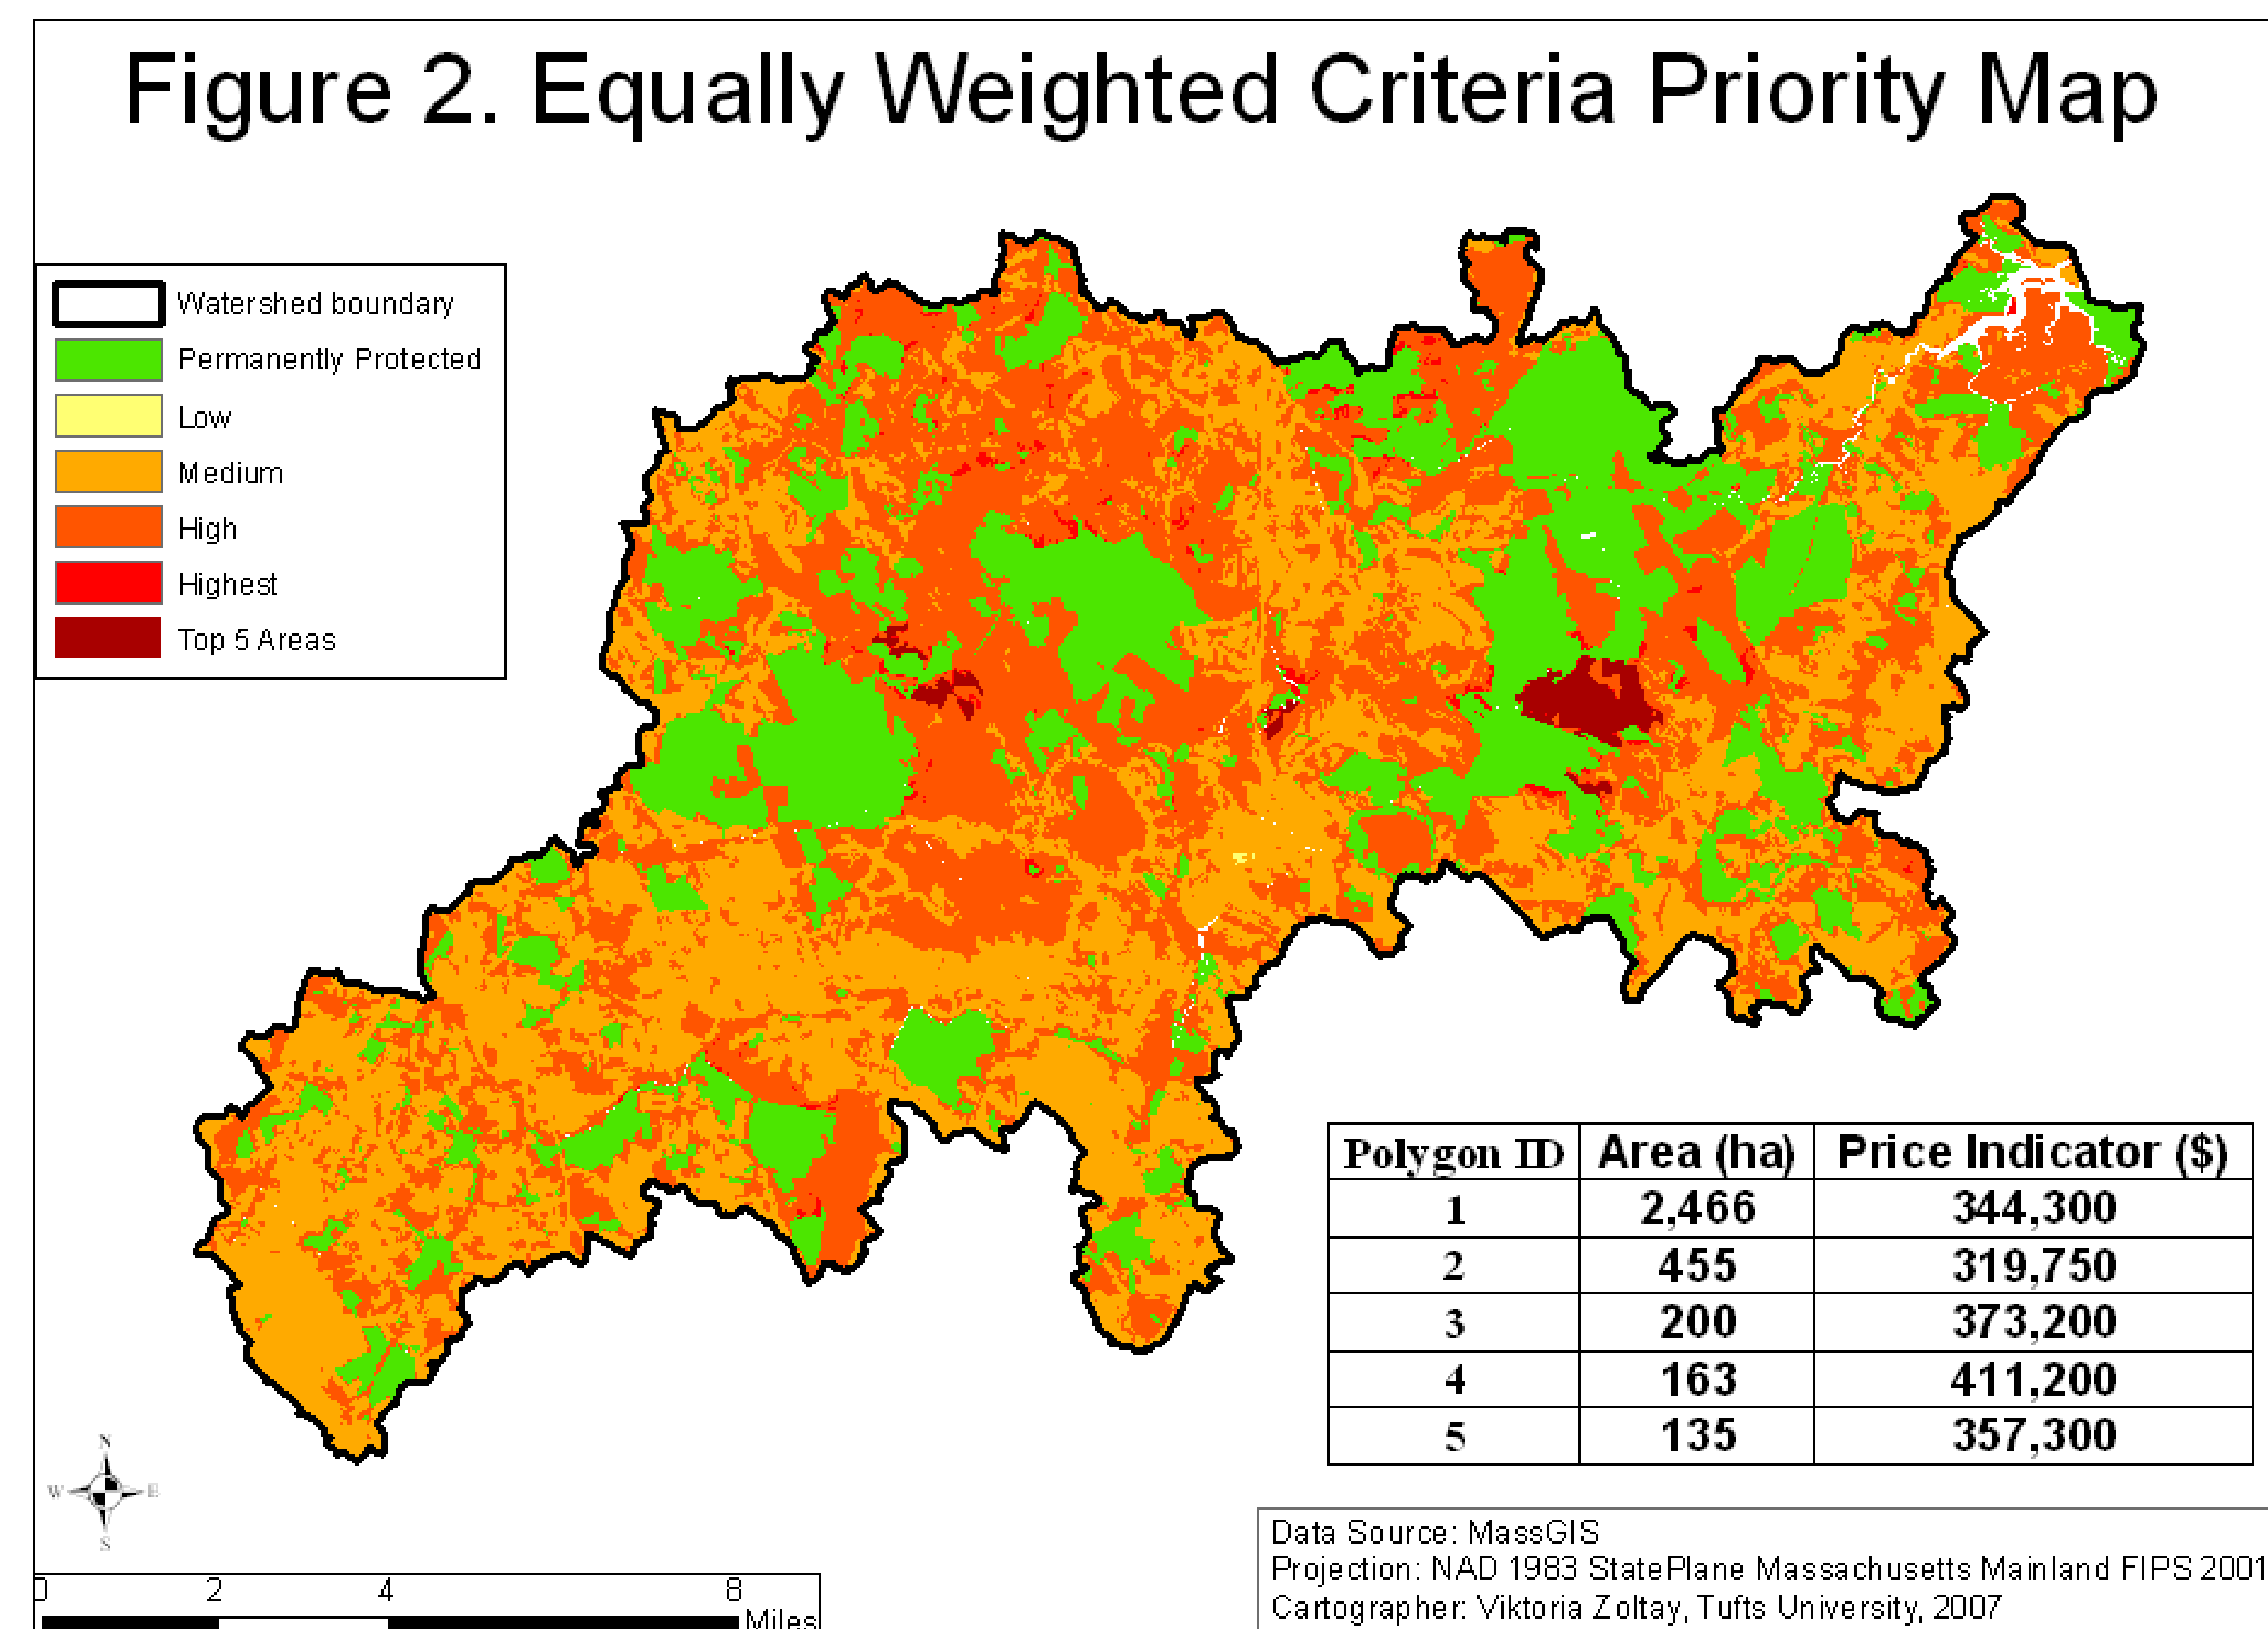 Figure 2. Equally Weighted Criteria Priority Map
Watershed boundary
Permanently Protected
Low
Medium
High
Highest
Top 5 Areas
Polygon ID Area (ha) Price Indicator ($)
1 2,466 344,300
2 455 319,750
3 200 373,200
4 163 411,200
5 135 357,300
N
W E
S
0 2 4 8
Miles
Data Source: MassGIS
Projection: NAD 1983 StatePlane Massachusetts Mainland FIPS 2001
Cartographer: Viktoria Zoltay, Tufts University, 2007